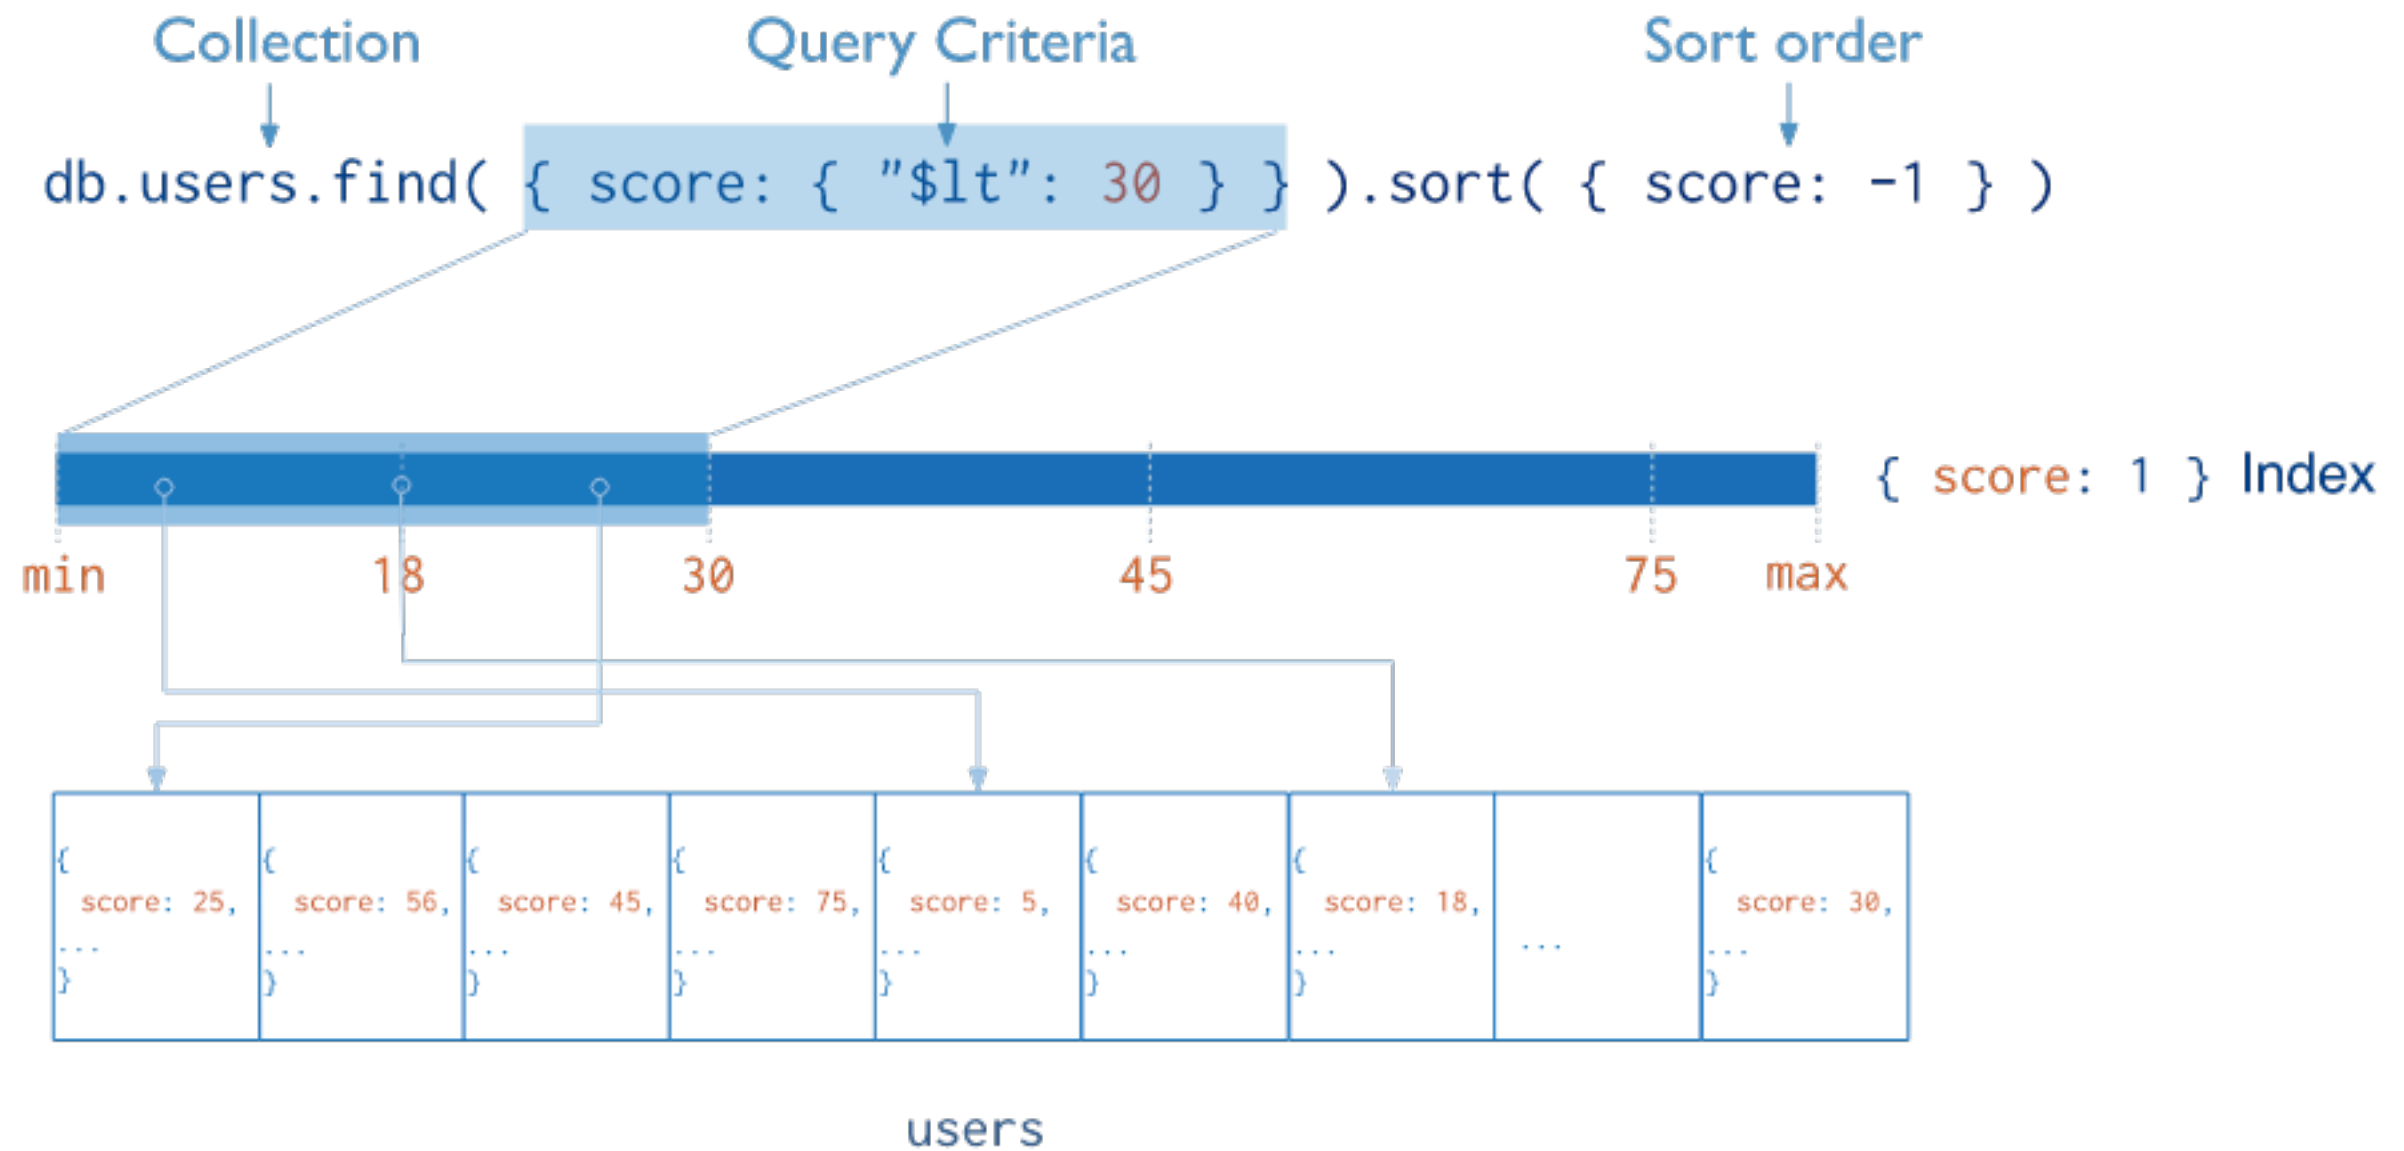 Collection Query Criteria Sort order
db.users.find( { score: { "$lt": 30 } } ).sort( { score: -1 } )
{ score: 1 } Index
min 18 30 45 75 max
{ { { { { { { {
score: 25, score: 56, score: 45, score: 75, score: 5, score: 40, score: 18, score: 30,
... ... ... ... ... ... ... ... ...
} } } } } } } }
users